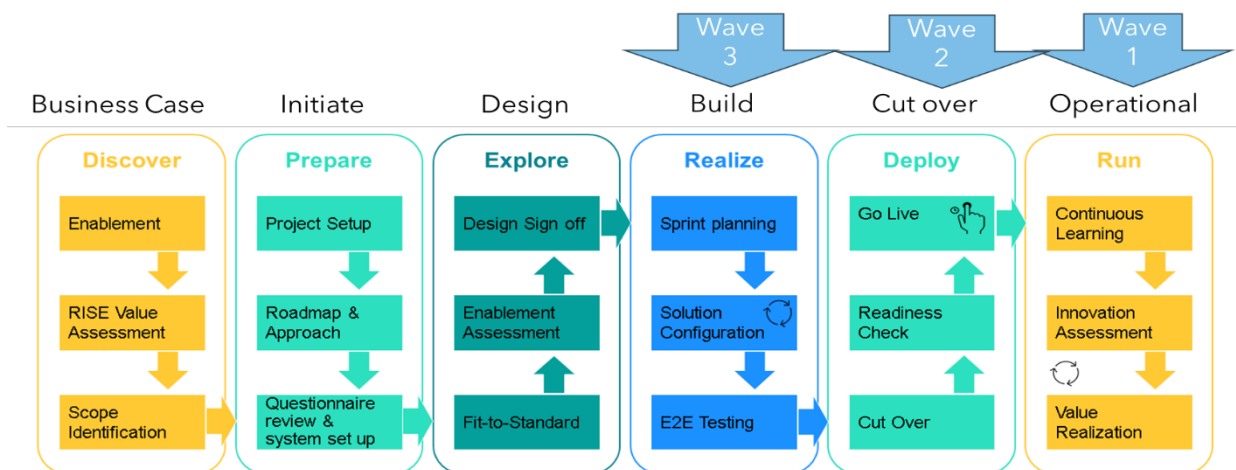 Wave
3
Wave
2
Wave
1
Business Case
Initiate
Design
Build
Cut over
Operational
Discover
Enablement
RISE Value
Assessment
Scope
Identification
Prepare
Project Setup
Roadmap &
Approach
Questionnaire
review &
system set up
Explore
Design Sign off
Enablement
Assessment
Fit-to-Standard
Realize
Sprint planning
Solution
Configuration
E2E Testing
Deploy
Go Live
Readiness
Check
Cut Over
Run
Continuous
Learning
Innovation
Assessment
Value
Realization